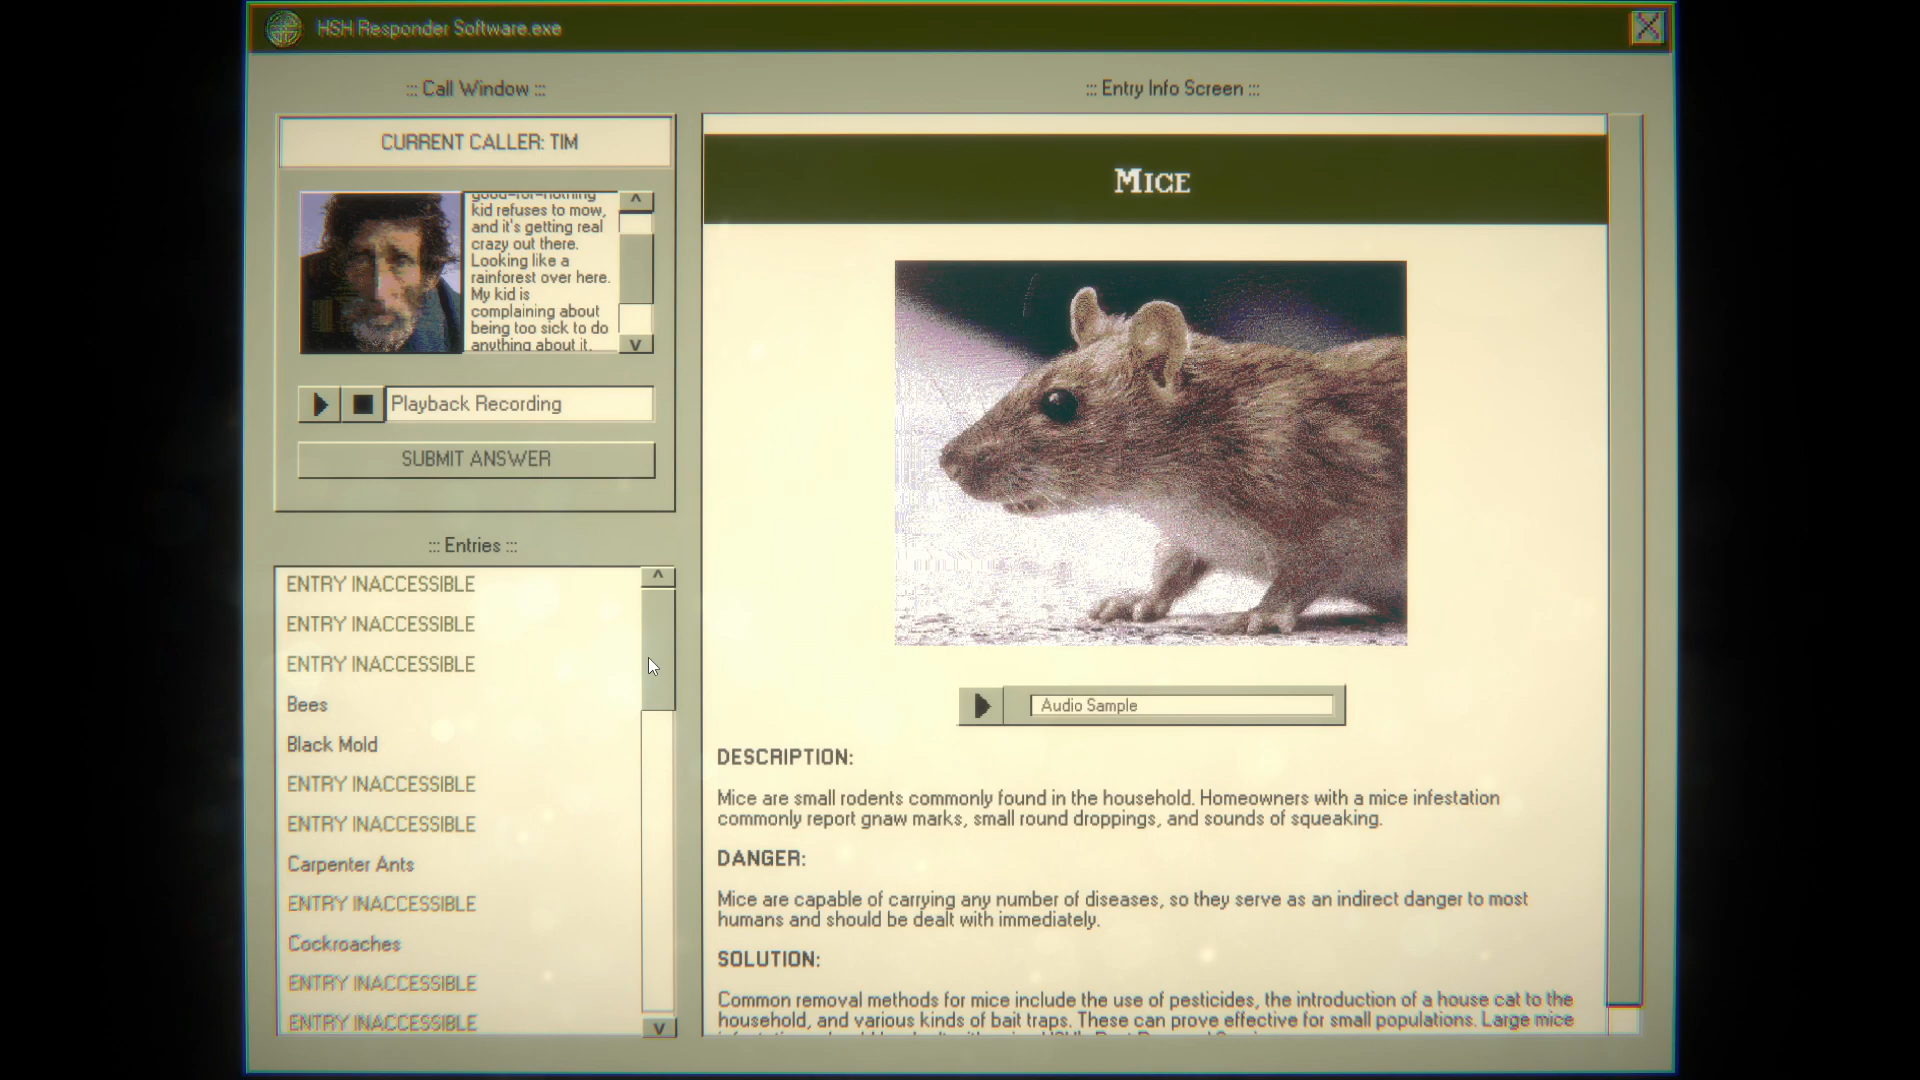 HSH Responder Software.exe
::: Call Window :::
CURRENT CALLER: TIM
good-for-nothing
kid refuses to mow,
and it's getting real
crazy out there.
Looking like a
rainforest over here.
My kid is
complaining about
being too sick to do
anything about it.
Playback Recording
SUBMIT ANSWER
::: Entries :::
ENTRY INACCESSIBLE
ENTRY INACCESSIBLE
ENTRY INACCESSIBLE
Bees
Black Mold
ENTRY INACCESSIBLE
ENTRY INACCESSIBLE
Carpenter Ants
ENTRY INACCESSIBLE
Cockroaches
ENTRY INACCESSIBLE
ENTRY INACCESSIBLE
::: Entry Info Screen :::
MICE
Audio Sample
DESCRIPTION:
Mice are small rodents commonly found in the household. Homeowners with a mice infestation
commonly report gnaw marks, small round droppings, and sounds of squeaking.
DANGER:
Mice are capable of carrying any number of diseases, so they serve as an indirect danger to most
humans and should be dealt with immediately.
SOLUTION:
Common removal methods for mice include the use of pesticides, the introduction of a house cat to the
household, and various kinds of bait traps. These can prove effective for small populations. Large mice